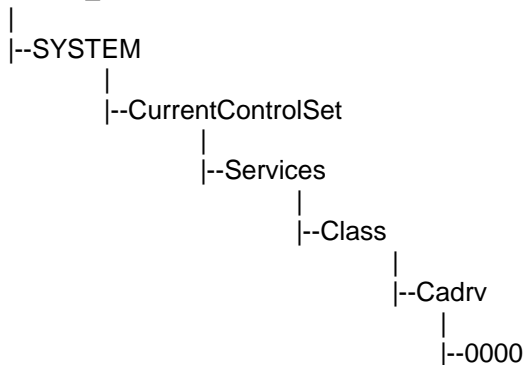 |
|--SYSTEM
|
|--CurrentControlSet
|
|--Services
|
|--Class
|
|--Cadrv
|
|--0000